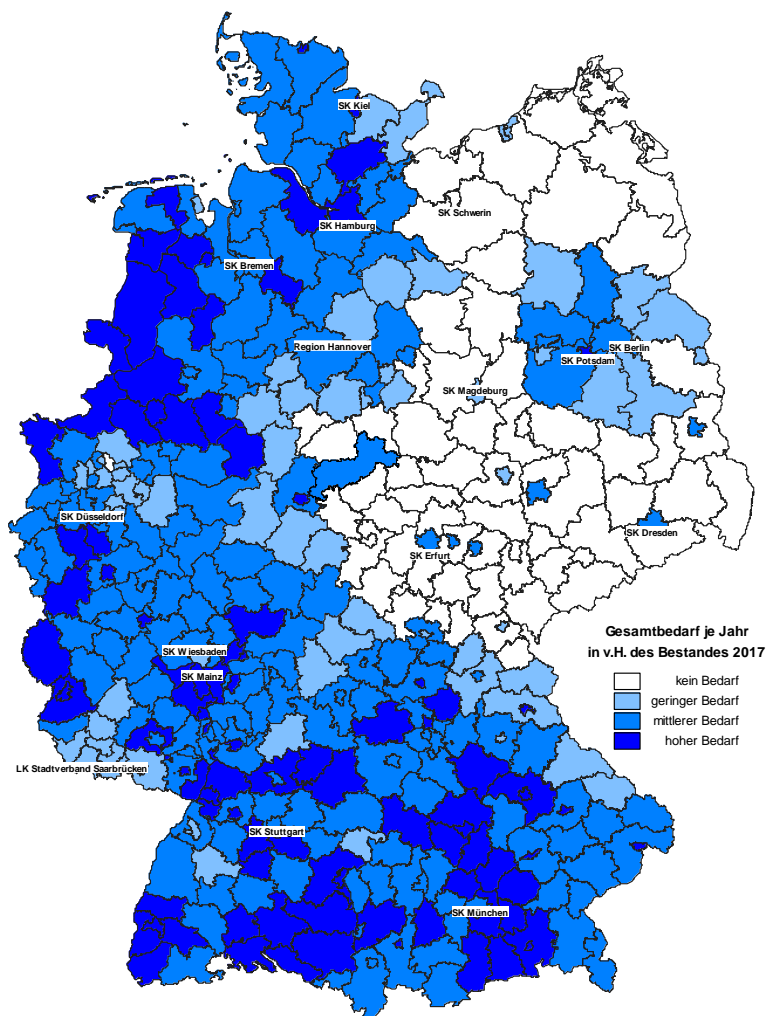 SK Kiel
SK Schwerin
SK Hamburg
SK Bremen
Region Hannover
SK Berlin
SK Potsdam
SK Magdeburg
SK Düsseldorf
SK Dresden
SK Erfurt
Gesamtbedarf je Jahr
in v.H. des Bestandes 2017
kein Bedarf
geringer Bedarf
mittlerer Bedarf
hoher Bedarf
SK Wiesbaden
SK Mainz
LK Stadtverband Saarbrücken
SK Stuttgart
SK München